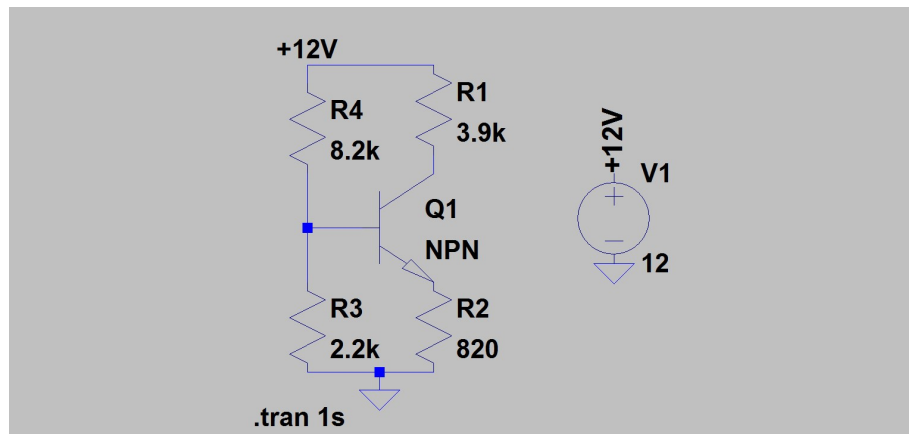 +12V
R4
8.2k
R1
3.9k
Q1
NPN
R3
2.2k
R2
820
.tran 1s
+12V
V1
12